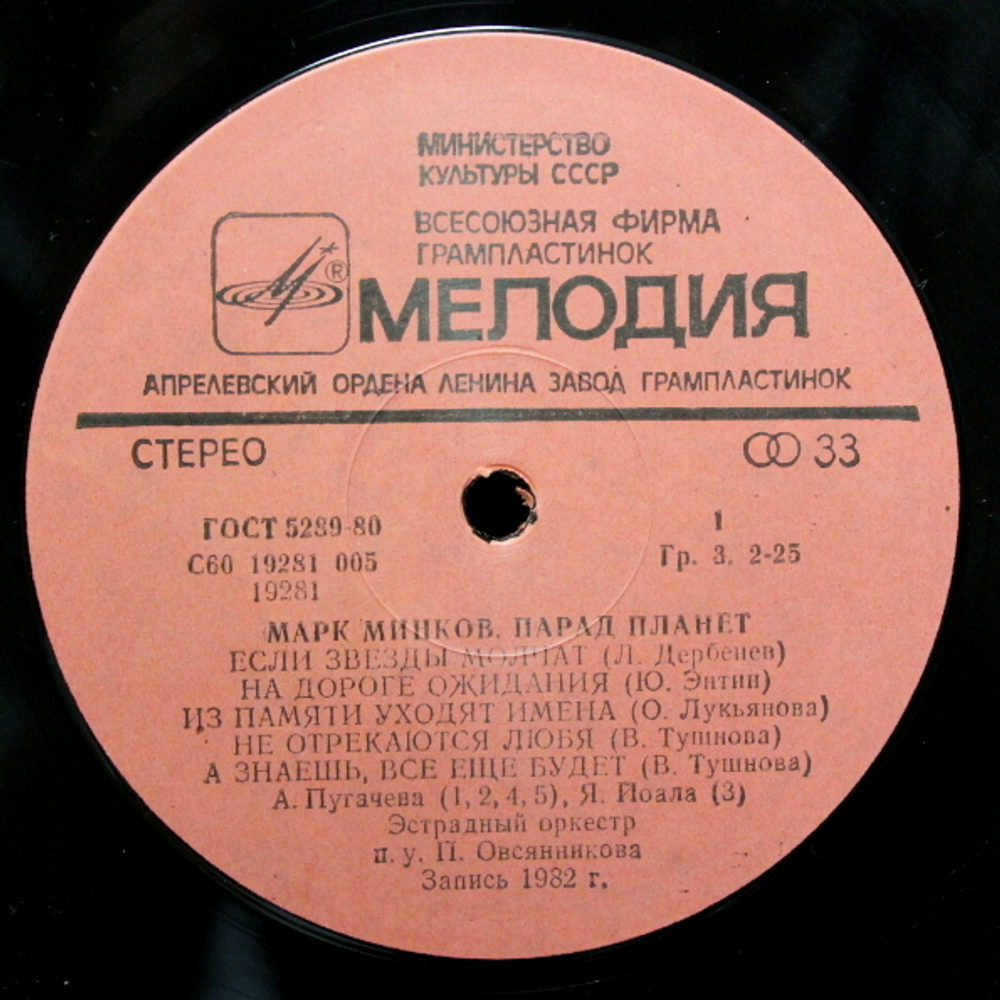 МИНИСТЕРСТВО
КУЛЬТУРЫ СССР
ВСЕСОЮЗНАЯ ФИРМА
ГРАМПЛАСТИНОК
®
МЕЛОДИЯ
АПРЕЛЕВСКИЙ ОРДЕНА ЛЕНИНА ЗАВОД ГРАМПЛАСТИНОК
СТЕРЕО
33
ГОСТ 5289-80
1
С60 19281 005
Гр. 3. 2-25
19281
МАРК МИНКОВ. ПАРАД ПЛАНЕТ
ЕСЛИ ЗВЕЗДЫ МОЛЧАТ (Л. Дербенев)
НА ДОРОГЕ ОЖИДАНИЯ (Ю. Энтин)
ИЗ ПАМЯТИ УХОДЯТ ИМЕНА (О. Лукьянова)
НЕ ОТРЕКАЮТСЯ ЛЮБЯ (В. Тушнова)
А ЗНАЕШЬ, ВСЕ ЕЩЕ БУДЕТ (В. Тушнова)
А. Пугачева (1, 2, 4, 5), Я. Йоала (3)
Эстрадный оркестр
п. у. П. Овсянникова
Запись 1982 г.